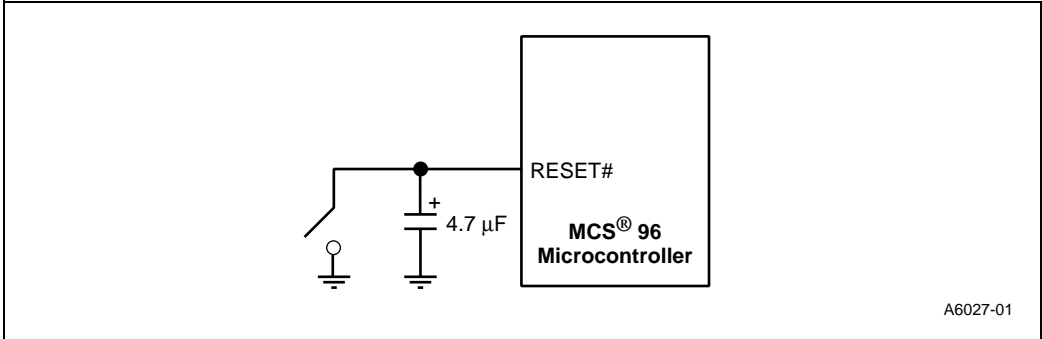 RESET#
+
4.7 μF
MCS® 96
Microcontroller
A6027-01